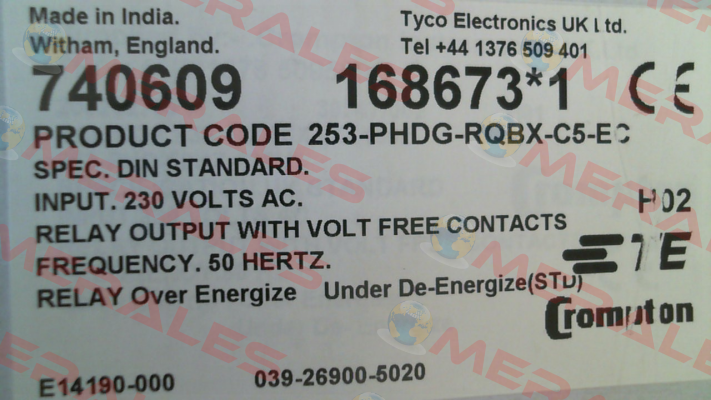 Made in India.
Witham, England.
Tyco Electronics UK Ltd.
Tel +44 1376 509 401
740609 168673*1 CE
PRODUCT CODE 253-PHDG-RQBX-C5-EC
SPEC. DIN STANDARD.
INPUT. 230 VOLTS AC.
H02
RELAY OUTPUT WITH VOLT FREE CONTACTS
FREQUENCY. 50 HERTZ.
TE
RELAY Over Energize Under De-Energize(STD)
Crompton
E14190-000 039-26900-5020
OMERALES